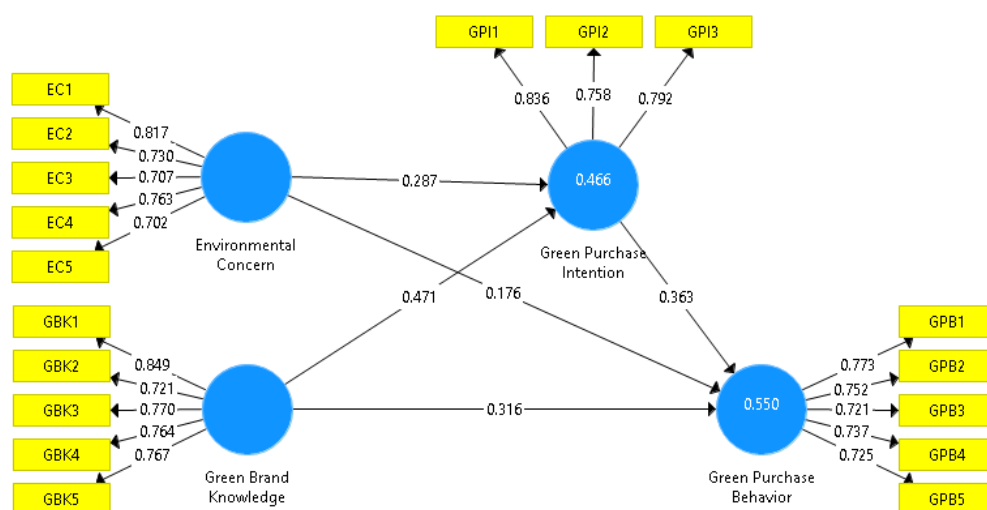 GPI1 GPI2 GPI3
0.836 0.758 0.792
EC1
EC2
EC3
EC4
EC5
0.817
0.730
0.707
0.763
0.702
Environmental
Concern
0.287
0.466
Green Purchase
Intention
0.471
0.176
0.363
GBK1
GBK2
GBK3
GBK4
GBK5
0.849
0.721
0.770
0.764
0.767
Green Brand
Knowledge
0.316
0.550
Green Purchase
Behavior
0.773
0.752
0.721
0.737
0.725
GPB1
GPB2
GPB3
GPB4
GPB5